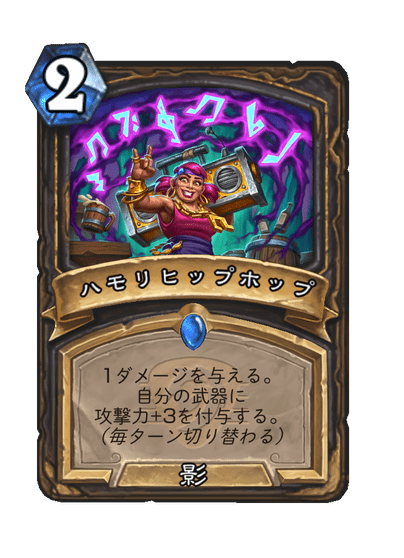 2
ハモリヒップホップ
1ダメージを与える。
自分の武器に
攻撃力+3を付与する。
（毎ターン切り替わる）
影